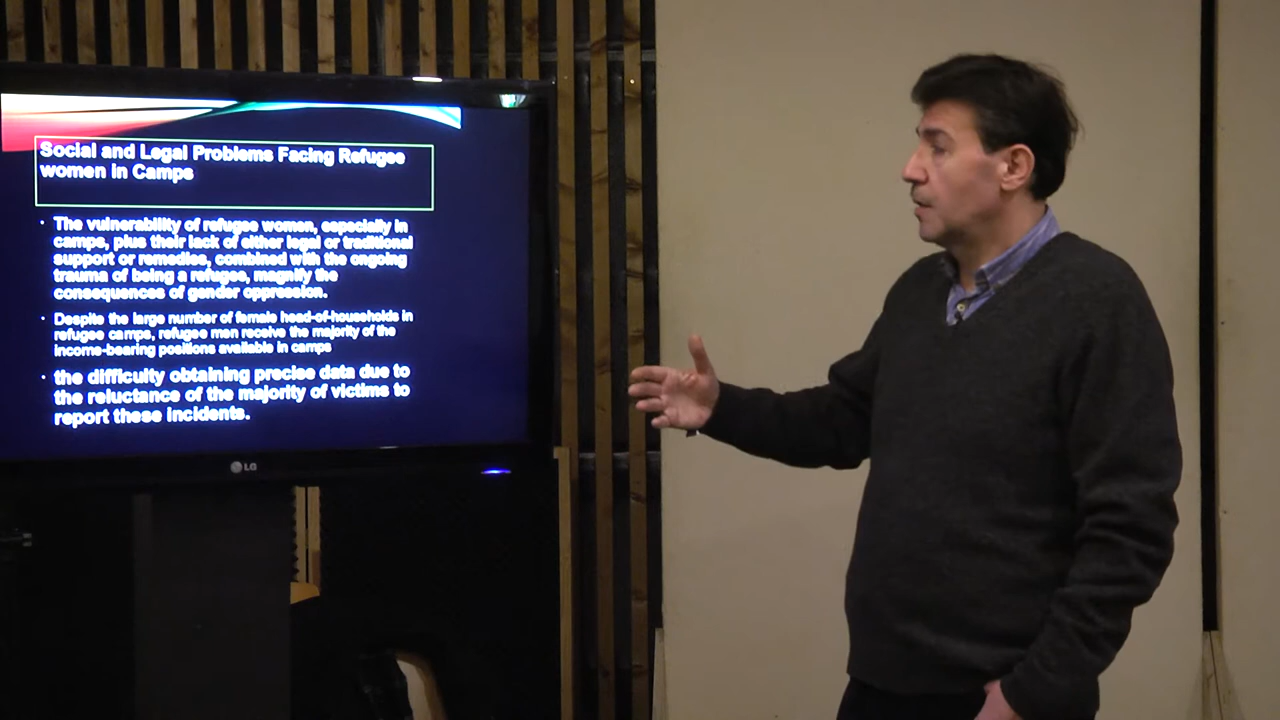 Social and Legal Problems Facing Refugee
women in Camps
• The vulnerability of refugee women, especially in
camps, plus their lack of either legal or traditional
support or remedies, combined with the ongoing
trauma of being a refugee, magnify the
consequences of gender oppression.
• Despite the large number of female head-of-households in
refugee camps, refugee men receive the majority of the
income-bearing positions available in camps
• the difficulty obtaining precise data due to
the reluctance of the majority of victims to
report these incidents.
LG